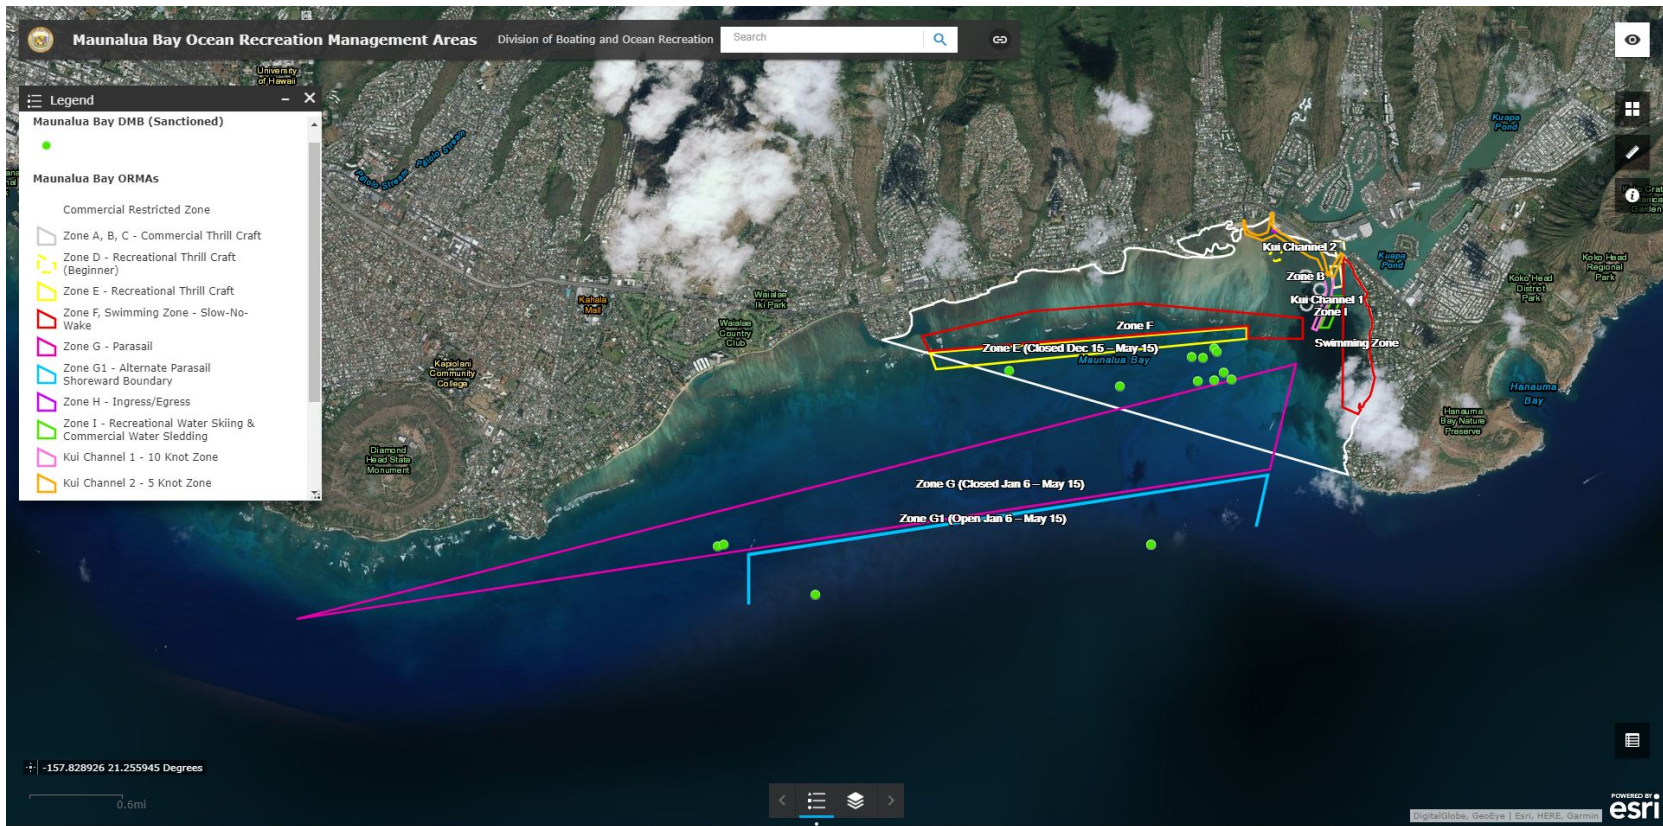 Maunalua Bay Ocean Recreation Management Areas
Division of Boating and Ocean Recreation
Search
Legend
Maunalua Bay DMB (Sanctioned)
Maunalua Bay ORMAs
Commercial Restricted Zone
Zone A, B, C - Commercial Thrill Craft
Zone D - Recreational Thrill Craft
(Beginner)
Zone E - Recreational Thrill Craft
Zone F, Swimming Zone - Slow-No-
Wake
Zone G - Parasail
Zone G1 - Alternate Parasail
Shoreward Boundary
Zone H - Ingress/Egress
Zone I - Recreational Water Skiing &
Commercial Water Sledding
Kui Channel 1 - 10 Knot Zone
Kui Channel 2 - 5 Knot Zone
University
of Hawaii
Palolo Stream
Palolo Stream
Kuapa
Pond
Kui Channel 2
Kuapa
Pond
Zone B
Kui Channel 1
Zone I
Swimming Zone
Koko Head
Regional
Park
Koko Head
District
Park
Waialae
Iki Park
Kahala
Mall
Waialae
Country
Club
Zone F
Zone E (Closed Dec 15 – May 15)
Maunalua Bay
Kapiolani
Community
College
Hanauma
Bay
Hanauma
Bay Nature
Preserve
Diamond
Head State
Monument
Zone G (Closed Jan 6 – May 15)
Zone G1 (Open Jan 6 – May 15)
-157.828926 21.255945 Degrees
0.6mi
DigitalGlobe, GeoEye | Esri, HERE, Garmin
POWERED BY
esri